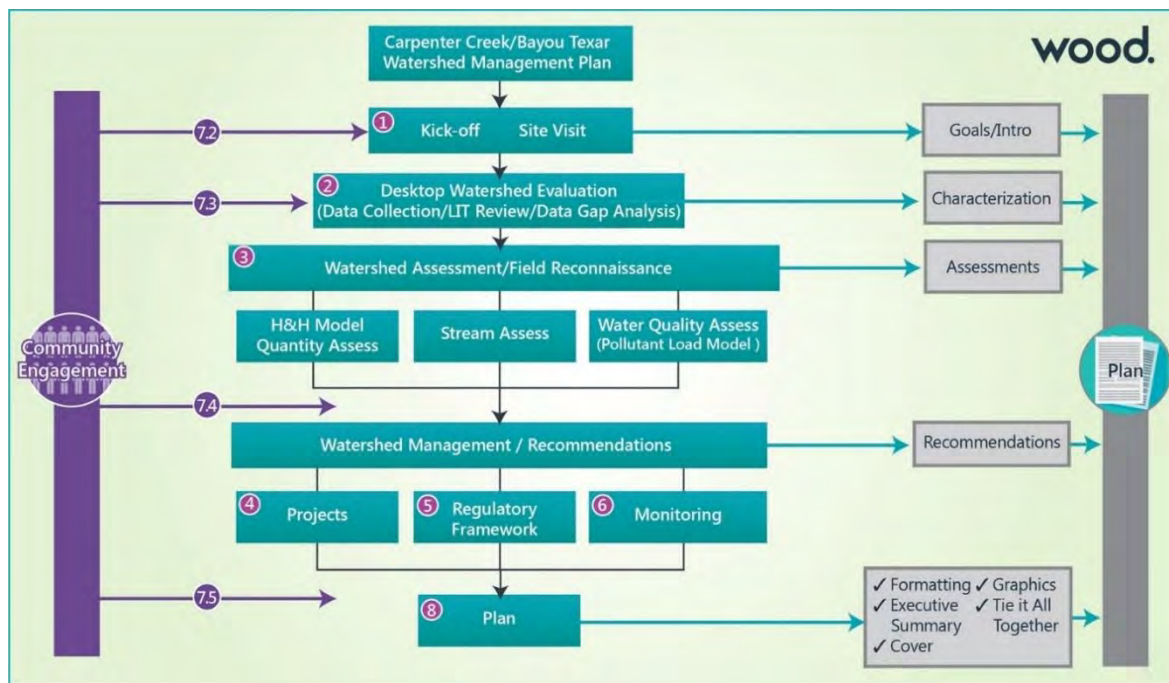 Carpenter Creek/Bayou Texar
Watershed Management Plan
wood.
7.2
1
Kick-off Site Visit
Goals/Intro
7.3
2
Desktop Watershed Evaluation
(Data Collection/LIT Review/Data Gap Analysis)
Characterization
3
Watershed Assessment/Field Reconnaissance
Assessments
H&H Model
Quantity Assess
Stream Assess
Water Quality Assess
(Pollutant Load Model )
Community
Engagement
Plan
7.4
Watershed Management / Recommendations
Recommendations
4
Projects
5
Regulatory
Framework
6
Monitoring
7.5
8
Plan
✓ Formatting ✓ Graphics
✓ Executive ✓ Tie it All
Summary Together
✓ Cover